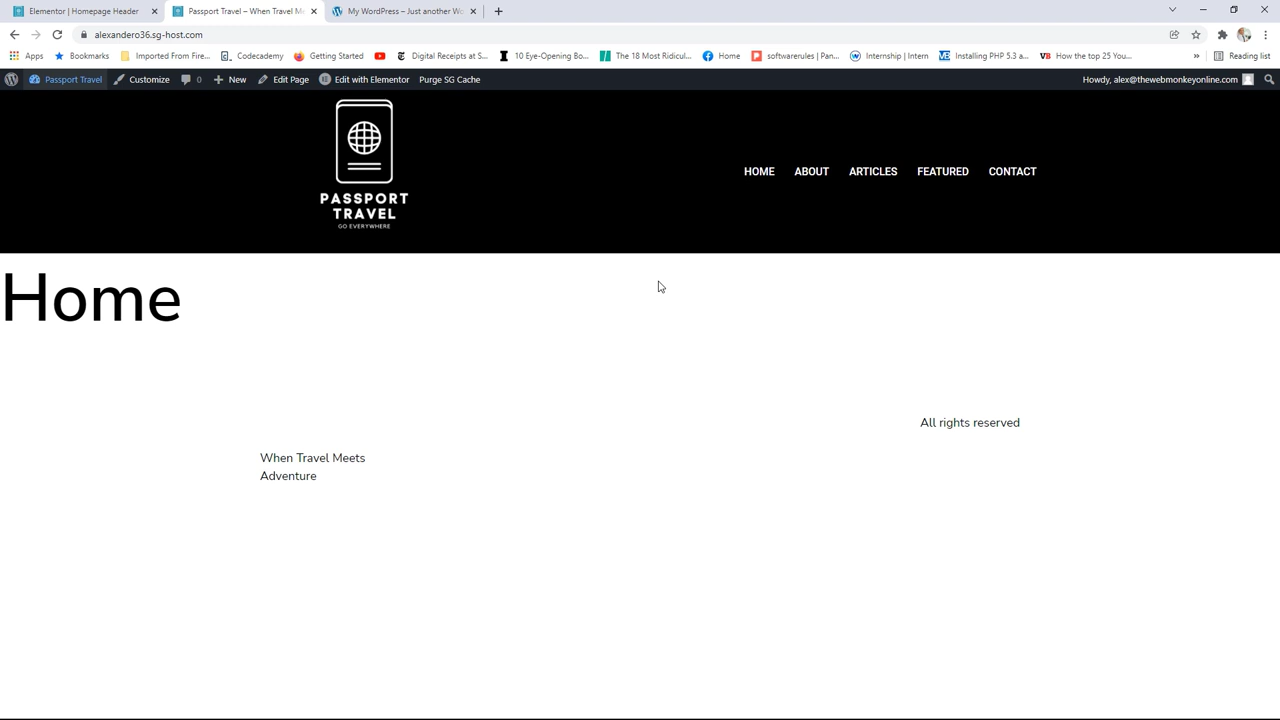 Elementor | Homepage Header
Passport Travel – When Travel Me
My WordPress – Just another Wo
alexandero36.sg-host.com
Apps
Bookmarks
Imported From Fire...
Codecademy
Getting Started
Digital Receipts at S...
10 Eye-Opening Bo...
The 18 Most Ridicul...
Home
softwarerules | Pan...
Internship | Intern
Installing PHP 5.3 a...
How the top 25 You...
»
Reading list
Passport Travel
Customize
0
New
Edit Page
Edit with Elementor
Purge SG Cache
Howdy, alex@thewebmonkeyonline.com
PASSPORT
TRAVEL
GO EVERYWHERE
HOME ABOUT ARTICLES FEATURED CONTACT
Home
All rights reserved
When Travel Meets
Adventure